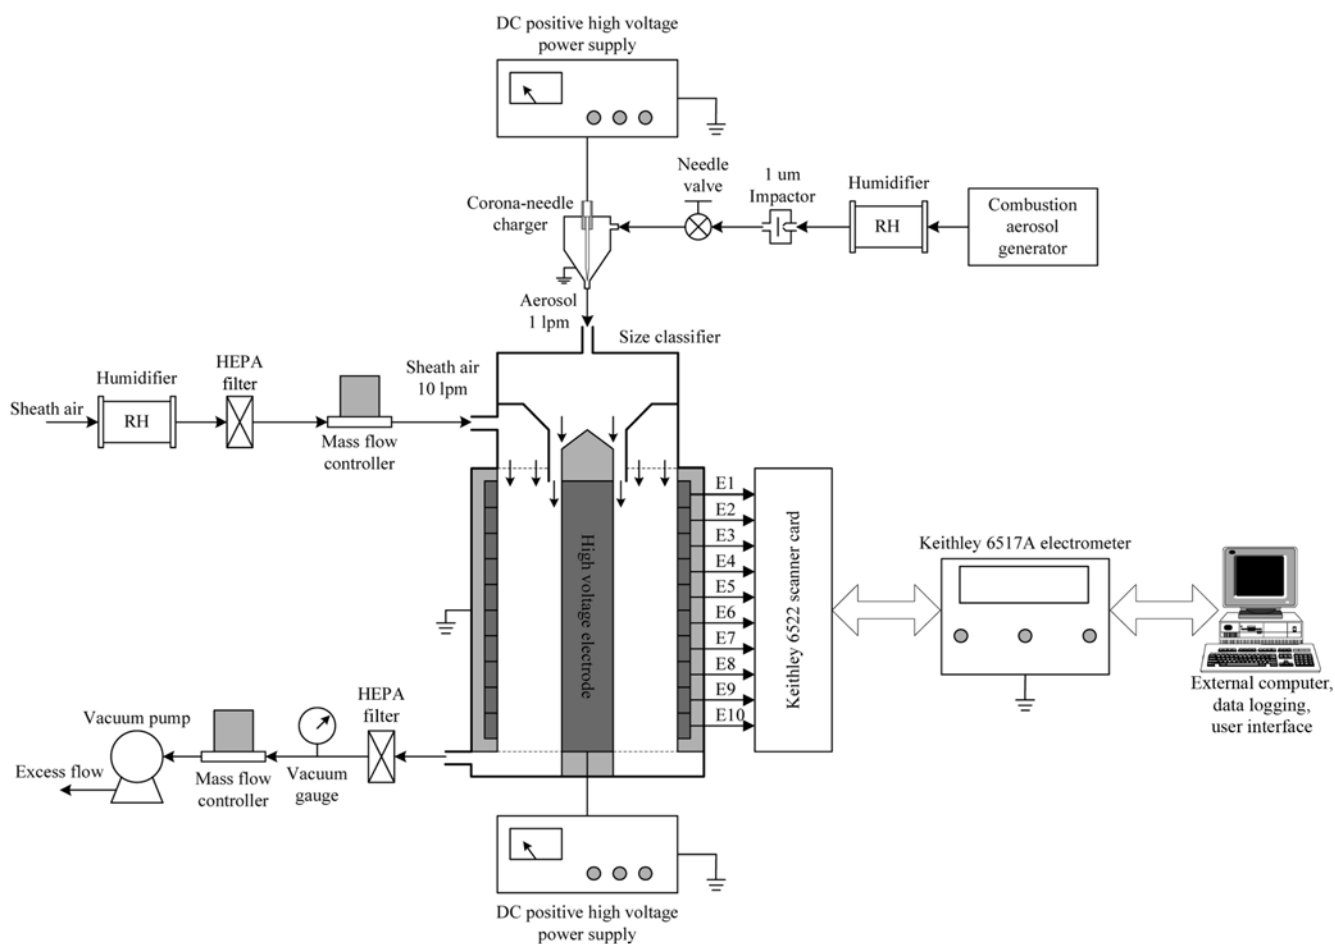 DC positive high voltage
power supply
Needle
valve
1 um
Impactor
Humidifier
Corona-needle
charger
RH
Combustion
aerosol
generator
Aerosol
1 lpm
Size classifier
HEPA
filter
Humidifier
Sheath air
10 lpm
Sheath air
RH
Mass flow
controller
E1
E2
E3
E4
E5
E6
E7
E8
E9
E10
High voltage electrode
Keithley 6522 scanner card
Keithley 6517A electrometer
External computer,
data logging,
user interface
HEPA
filter
Vacuum pump
Excess flow
Mass flow
controller
Vacuum
gauge
DC positive high voltage
power supply